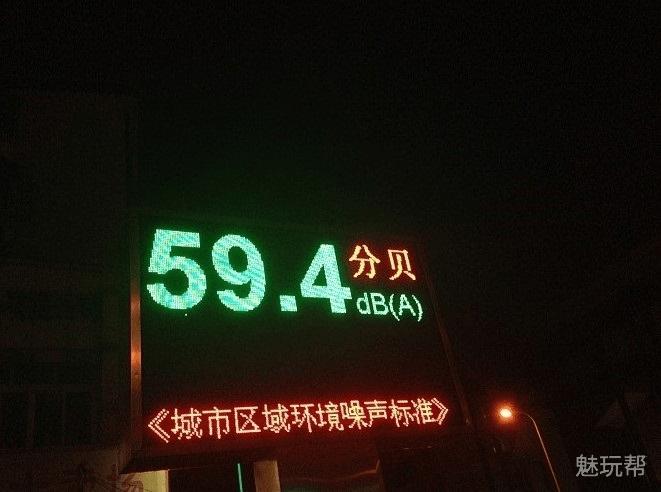 59.4 分贝
dB(A)
《城市区域环境噪声标准》
魅玩帮